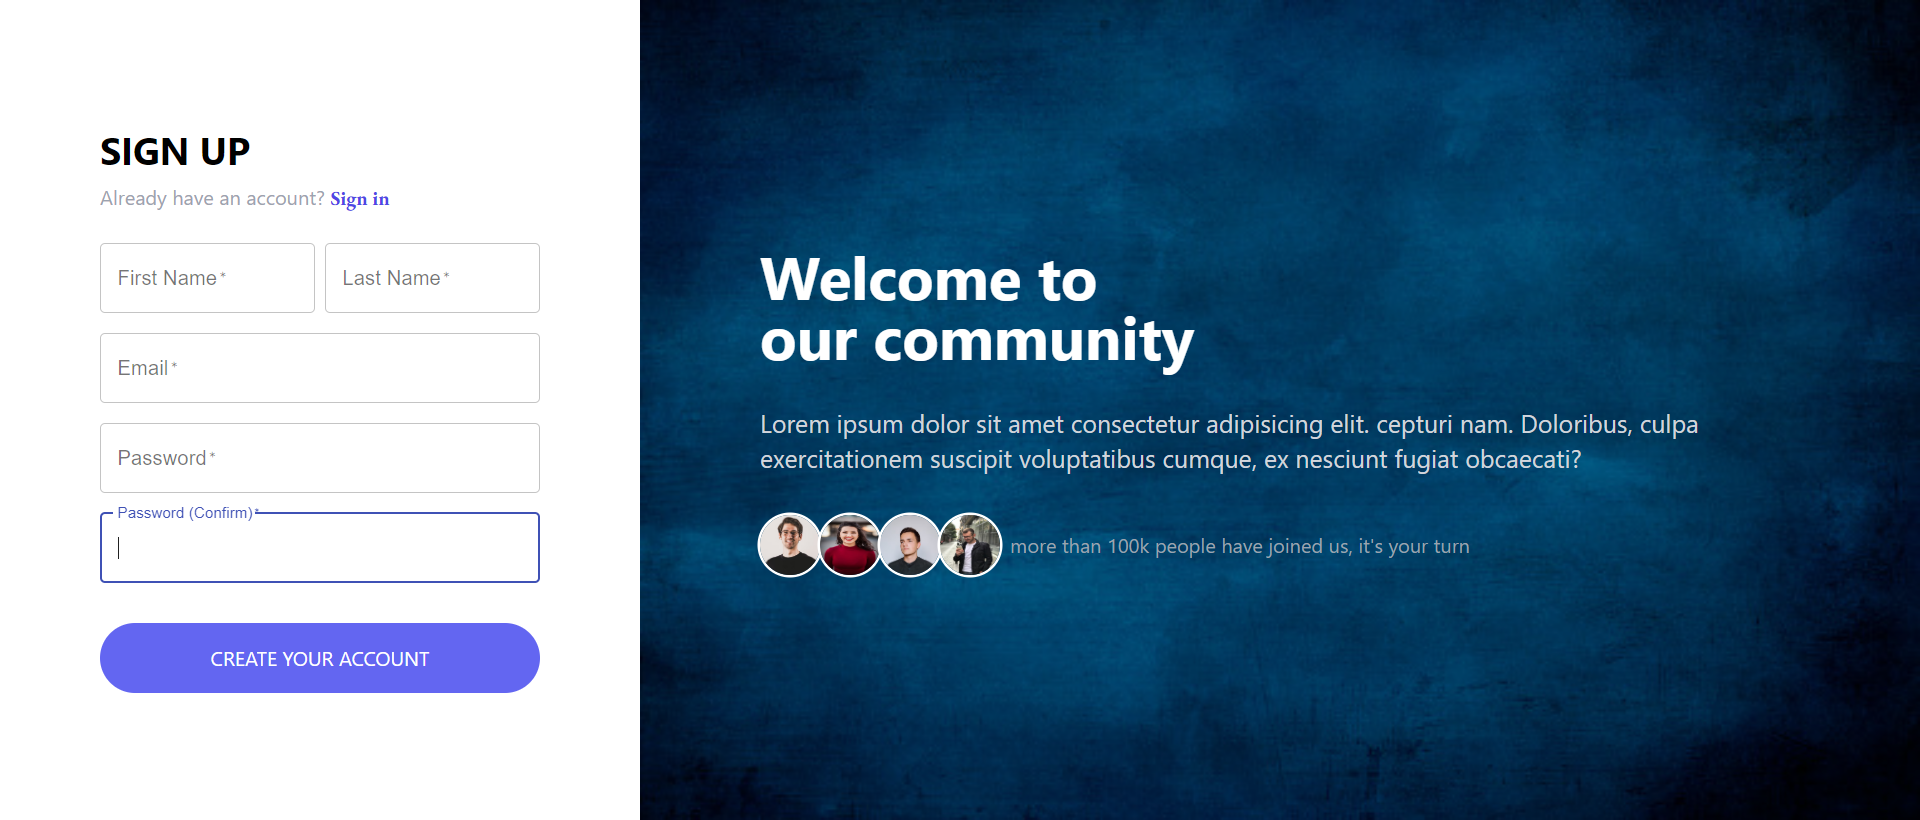 SIGN UP
Already have an account? Sign in
First Name *
Last Name *
Email *
Password *
Password (Confirm) *
CREATE YOUR ACCOUNT
Welcome to
our community
Lorem ipsum dolor sit amet consectetur adipisicing elit. cepturi nam. Doloribus, culpa
exercitationem suscipit voluptatibus cumque, ex nesciunt fugiat obcaecati?
more than 100k people have joined us, it's your turn